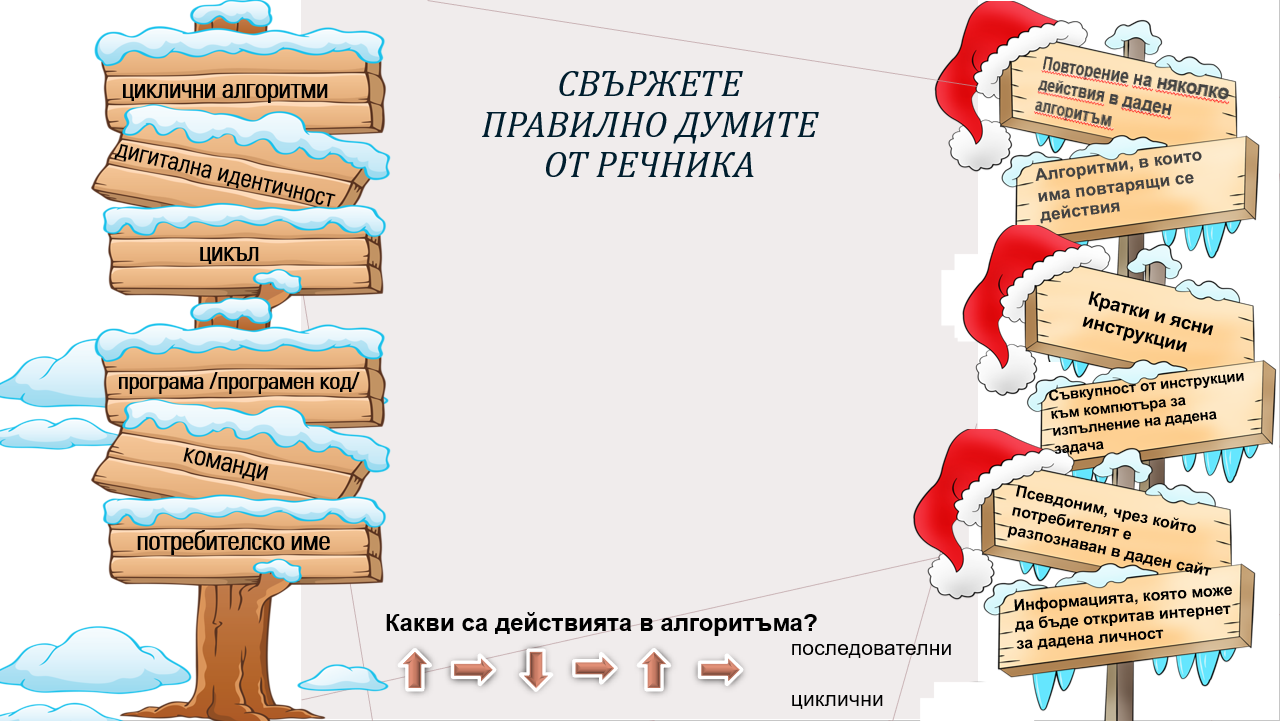 СВЪРЖЕТЕ
ПРАВИЛНО ДУМИТЕ
ОТ РЕЧНИКА
циклични алгоритми
дигитална идентичност
цикъл
програма /програмен код/
команди
потребителско име
Повторение на няколко
действия в даден
алгоритъм
Алгоритми, в които
има повтарящи се
действия
Кратки и ясни
инструкции
Съвкупност от инструкции
към компютъра за
изпълнение на дадена
задача
Псевдоним, чрез който
потребителят е
разпознаван в даден сайт
Информацията, която може
да бъде откритав интернет
за дадена личност
Какви са действията в алгоритъма?
последователни
циклични